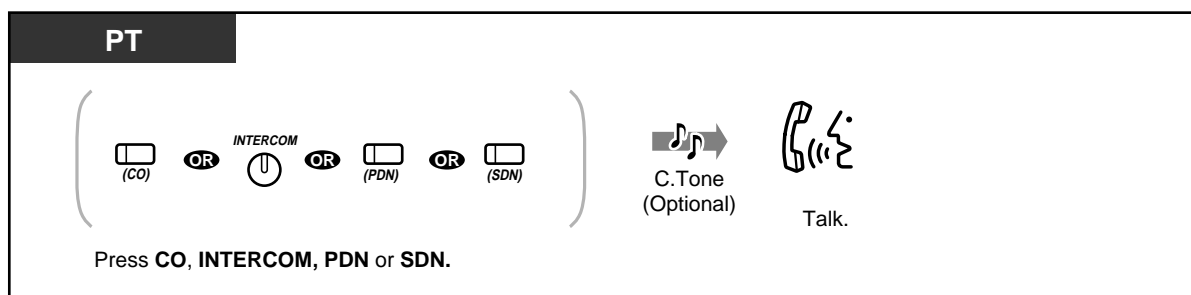 PT
INTERCOM
OR OR OR
(CO) (PDN) (SDN)
C.Tone
(Optional)
Talk.
Press CO, INTERCOM, PDN or SDN.